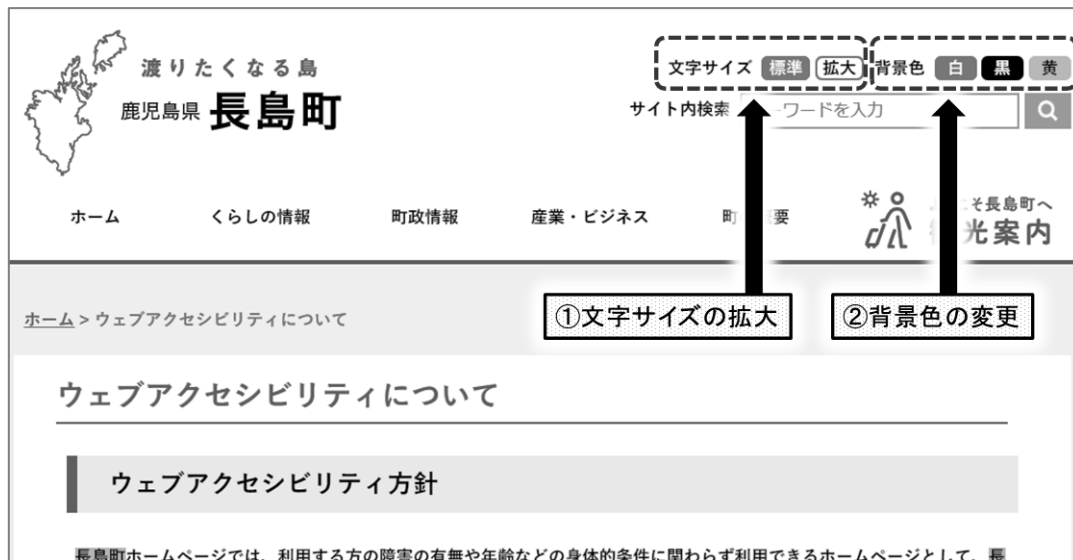 渡りたくなる島
鹿児島県 長島町
文字サイズ 標準 拡大 背景色 白 黒 黄
サイト内検索 ーワードを入力
ホーム くらしの情報 町政情報 産業・ビジネス 町 要
こそ長島町へ
光案内
①文字サイズの拡大 ②背景色の変更
ホーム > ウェブアクセシビリティについて
ウェブアクセシビリティについて
ウェブアクセシビリティ方針
長島町ホームページでは、利用する方の障害の有無や年齢などの身体的条件に関わらず利用できるホームページとして、長